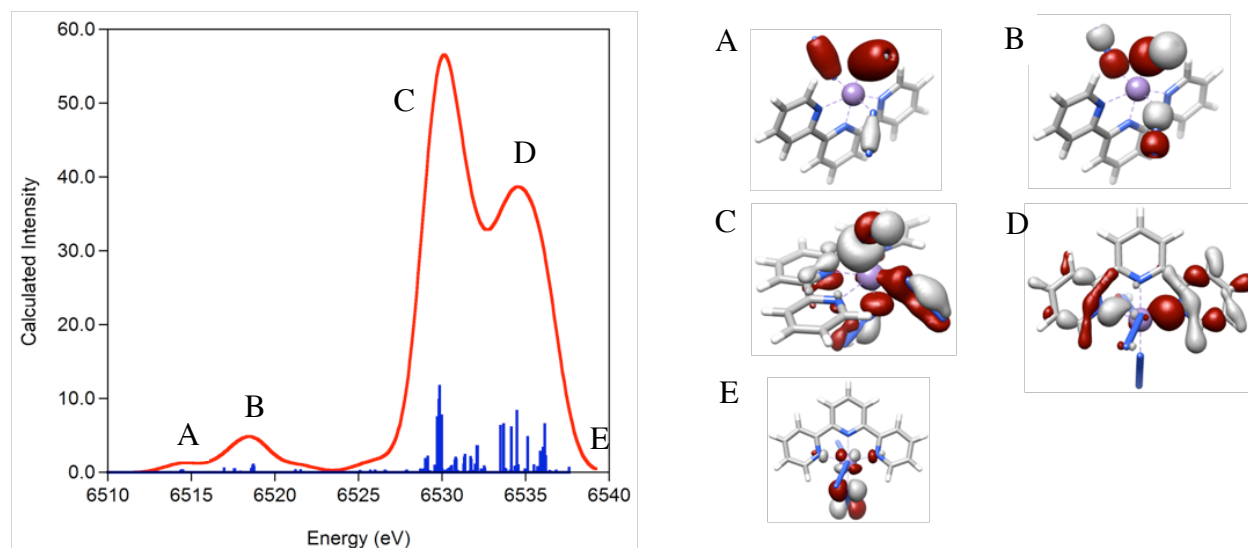 60.0
50.0
40.0
30.0
20.0
10.0
0.0
Calculated Intensity
6510
6515
6520
6525
6530
6535
6540
Energy (eV)
A
B
C
D
E
A
B
C
D
E